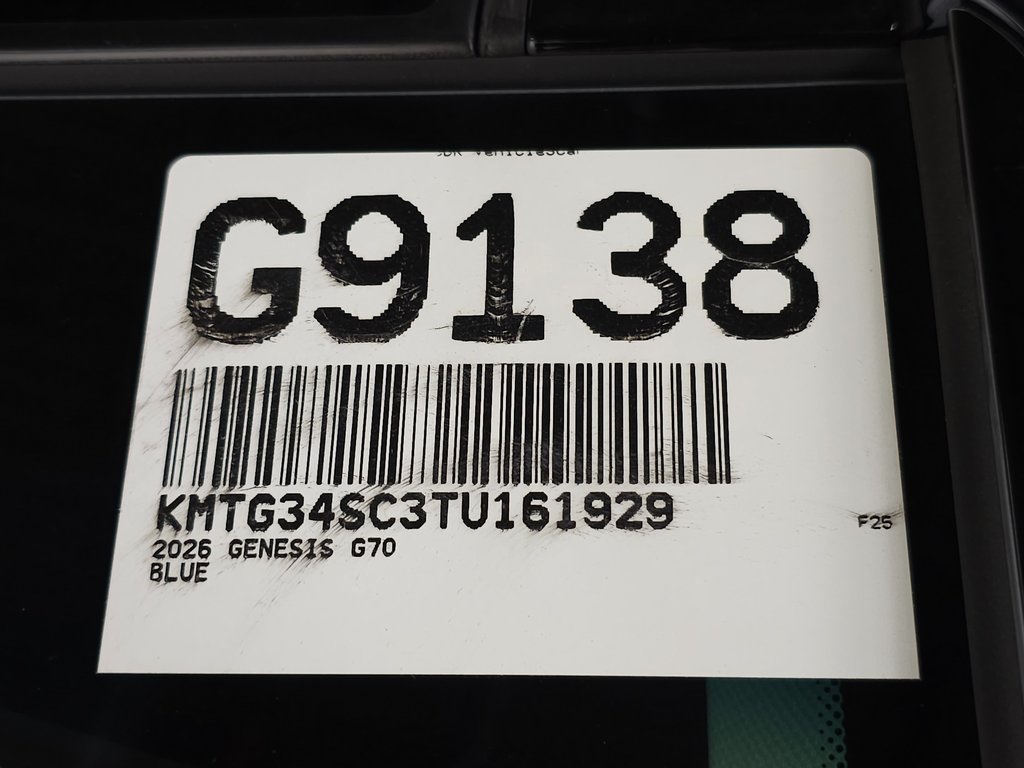 G9138
KMTG34SC3TU161929
2026 GENESIS G70
BLUE
F25